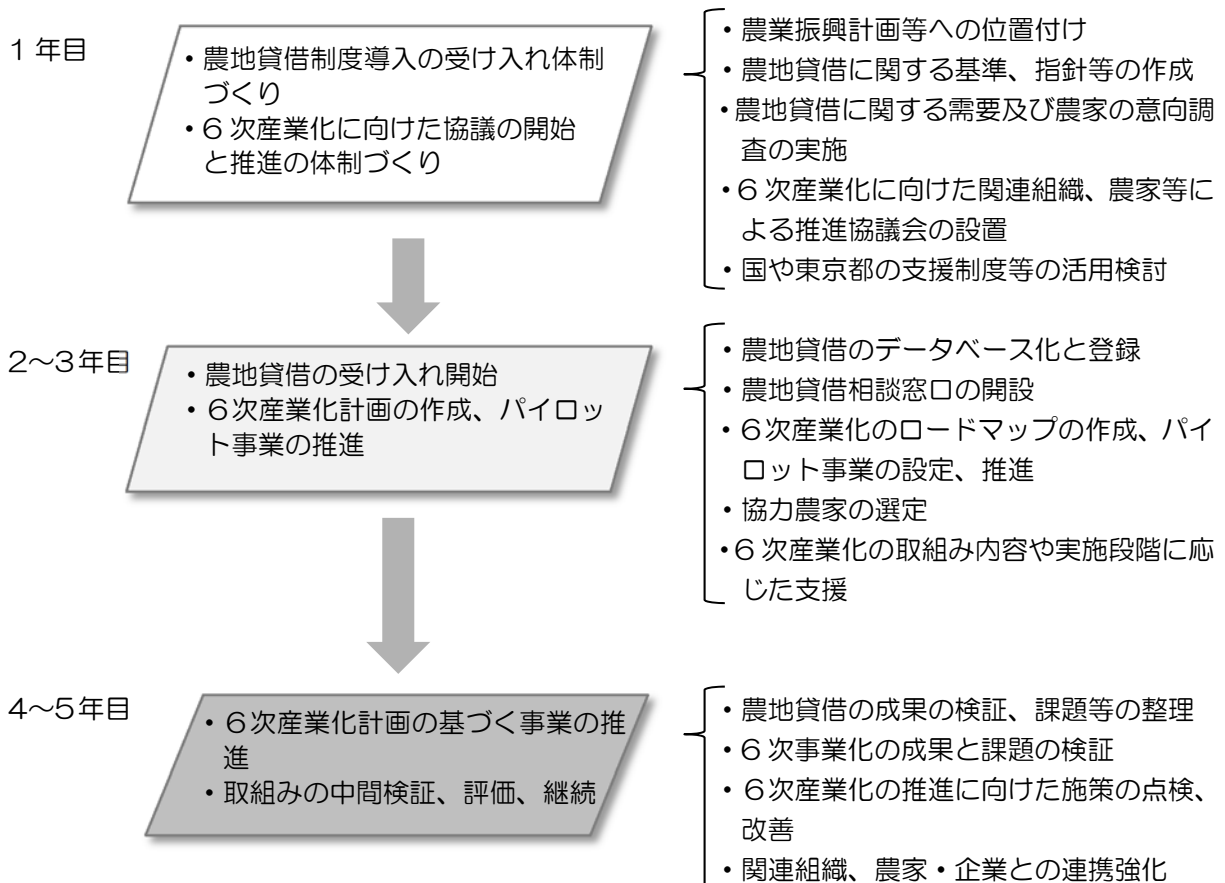 1年目
・農地貸借制度導入の受け入れ体制
づくり
・6次産業化に向けた協議の開始
と推進の体制づくり
・農業振興計画等への位置付け
・農地貸借に関する基準、指針等の作成
・農地貸借に関する需要及び農家の意向調
査の実施
・6次産業化に向けた関連組織、農家等に
よる推進協議会の設置
・国や東京都の支援制度等の活用検討
2～3年目
・農地貸借の受け入れ開始
・6次産業化計画の作成、パイロッ
ト事業の推進
・農地貸借のデータベース化と登録
・農地貸借相談窓口の開設
・6次産業化のロードマップの作成、パイ
ロット事業の設定、推進
・協力農家の選定
・6次産業化の取組み内容や実施段階に応
じた支援
4～5年目
・6次産業化計画の基づく事業の推
進
・取組みの中間検証、評価、継続
・農地貸借の成果の検証、課題等の整理
・6次事業化の成果と課題の検証
・6次産業化の推進に向けた施策の点検、
改善
・関連組織、農家・企業との連携強化